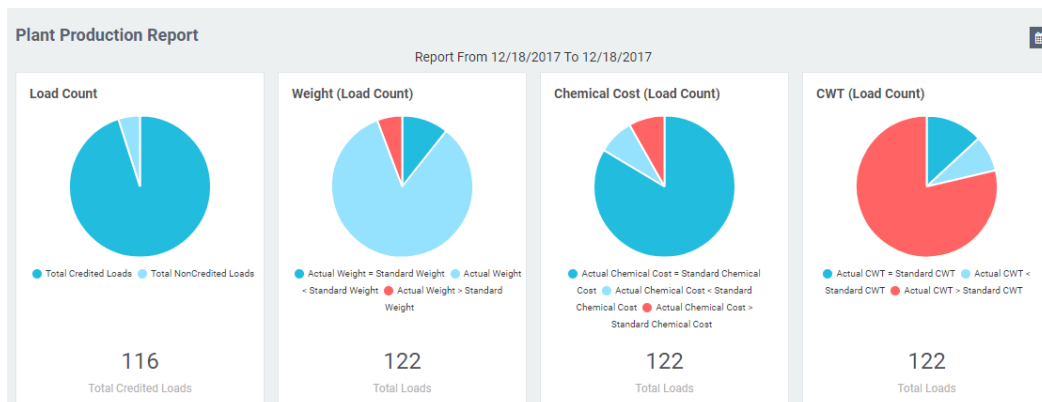 Plant Production Report
Report From 12/18/2017 To 12/18/2017
Load Count
Total Credited Loads Total NonCredited Loads
116
Total Credited Loads
Weight (Load Count)
Actual Weight = Standard Weight Actual Weight
< Standard Weight Actual Weight > Standard
Weight
122
Total Loads
Chemical Cost (Load Count)
Actual Chemical Cost = Standard Chemical
Cost Actual Chemical Cost < Standard
Chemical Cost Actual Chemical Cost >
Standard Chemical Cost
122
Total Loads
CWT (Load Count)
Actual CWT = Standard CWT Actual CWT <
Standard CWT Actual CWT > Standard CWT
122
Total Loads